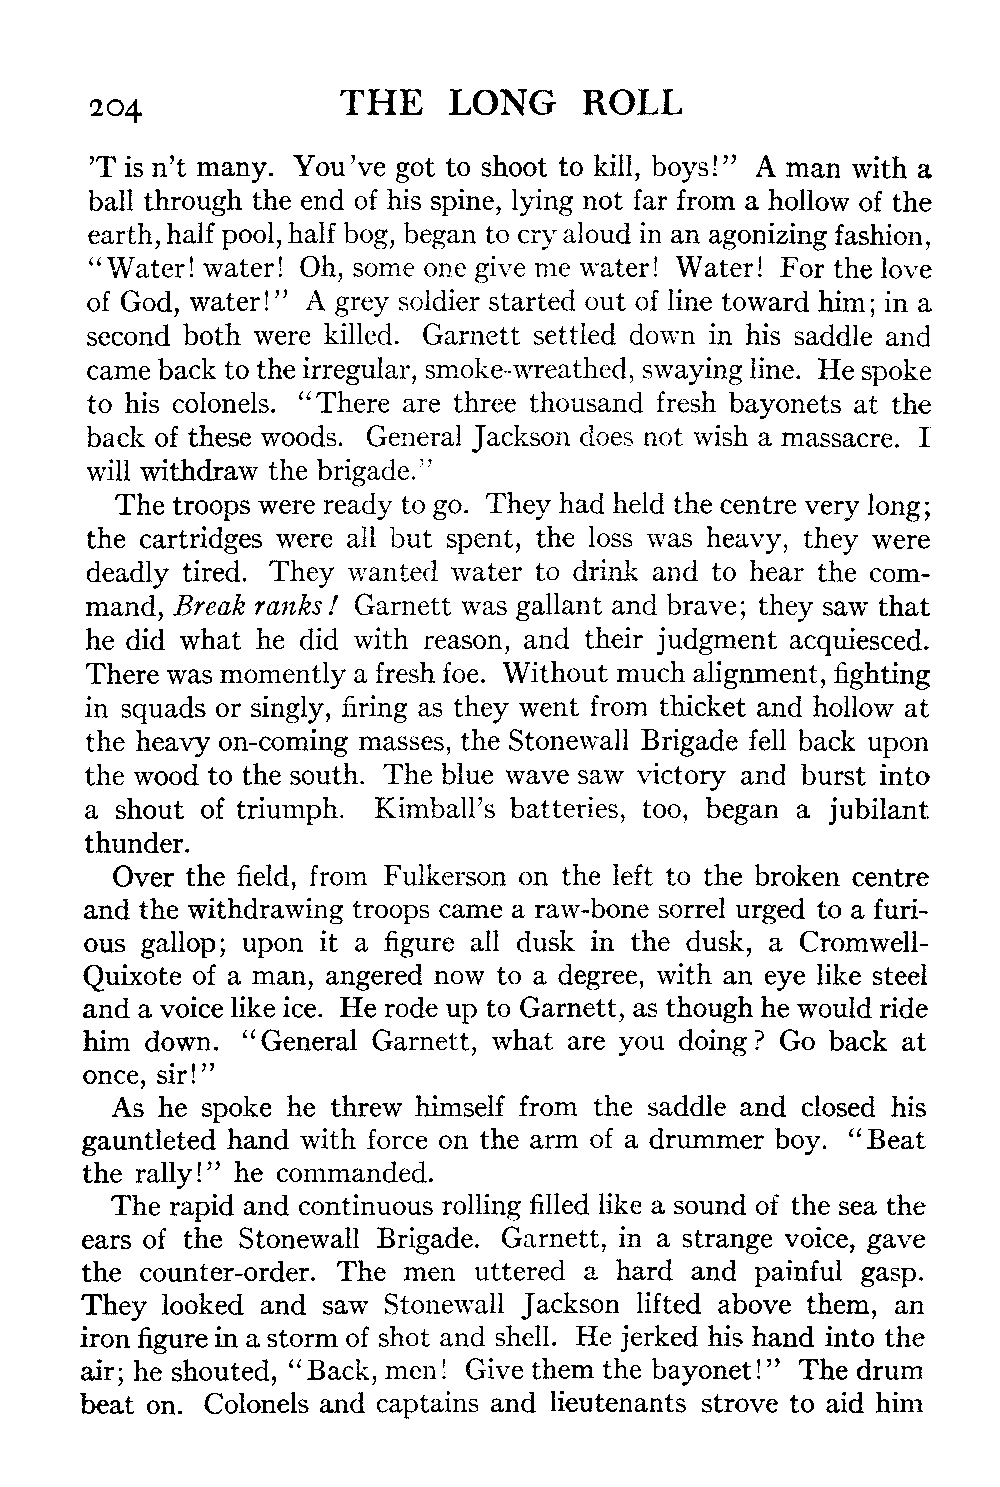 204 THE LONG ROLL
'T is n't many. You 've got to shoot to kill, boys!" A man with a
ball through the end of his spine, lying not far from a hollow of the
earth, half pool, half bog, began to cry aloud in an agonizing fashion,
"Water! water! Oh, some one give me water! Water! For the love
of God, water!" A grey soldier started out of line toward him; in a
second both were killed. Garnett settled down in his saddle and
came back to the irregular, smoke-wreathed, swaying line. He spoke
to his colonels. "There are three thousand fresh bayonets at the
back of these woods. General Jackson does not wish a massacre. I
will withdraw the brigade."
The troops were ready to go. They had held the centre very long;
the cartridges were all but spent, the loss was heavy, they were
deadly tired. They wanted water to drink and to hear the com-
mand, Break ranks! Garnett was gallant and brave; they saw that
he did what he did with reason, and their judgment acquiesced.
There was momently a fresh foe. Without much alignment, fighting
in squads or singly, firing as they went from thicket and hollow at
the heavy on-coming masses, the Stonewall Brigade fell back upon
the wood to the south. The blue wave saw victory and burst into
a shout of triumph. Kimball's batteries, too, began a jubilant
thunder.
Over the field, from Fulkerson on the left to the broken centre
and the withdrawing troops came a raw-bone sorrel urged to a furi-
ous gallop; upon it a figure all dusk in the dusk, a Cromwell-
Quixote of a man, angered now to a degree, with an eye like steel
and a voice like ice. He rode up to Garnett, as though he would ride
him down. "General Garnett, what are you doing? Go back at
once, sir!"
As he spoke he threw himself from the saddle and closed his
gauntleted hand with force on the arm of a drummer boy. "Beat
the rally!" he commanded.
The rapid and continuous rolling filled like a sound of the sea the
ears of the Stonewall Brigade. Garnett, in a strange voice, gave
the counter-order. The men uttered a hard and painful gasp.
They looked and saw Stonewall Jackson lifted above them, an
iron figure in a storm of shot and shell. He jerked his hand into the
air; he shouted, "Back, men! Give them the bayonet!" The drum
beat on. Colonels and captains and lieutenants strove to aid him